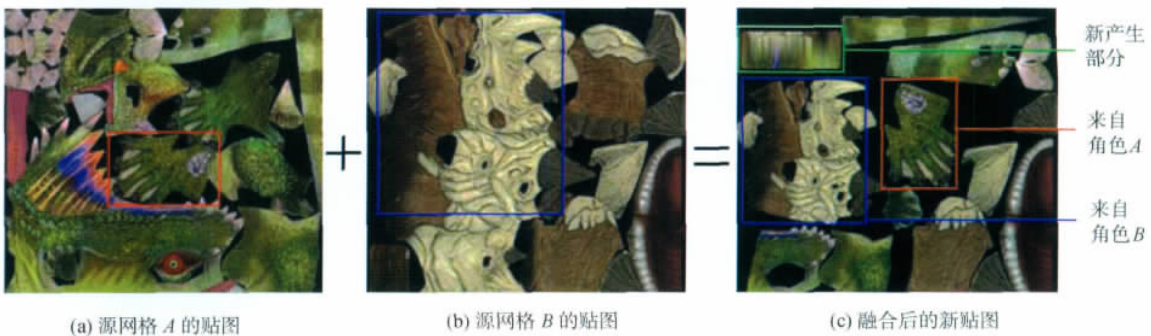 新产生
部分
来自
角色A
来自
角色B
+
=
(a) 源网格 A 的贴图
(b) 源网格 B 的贴图
(c) 融合后的新贴图